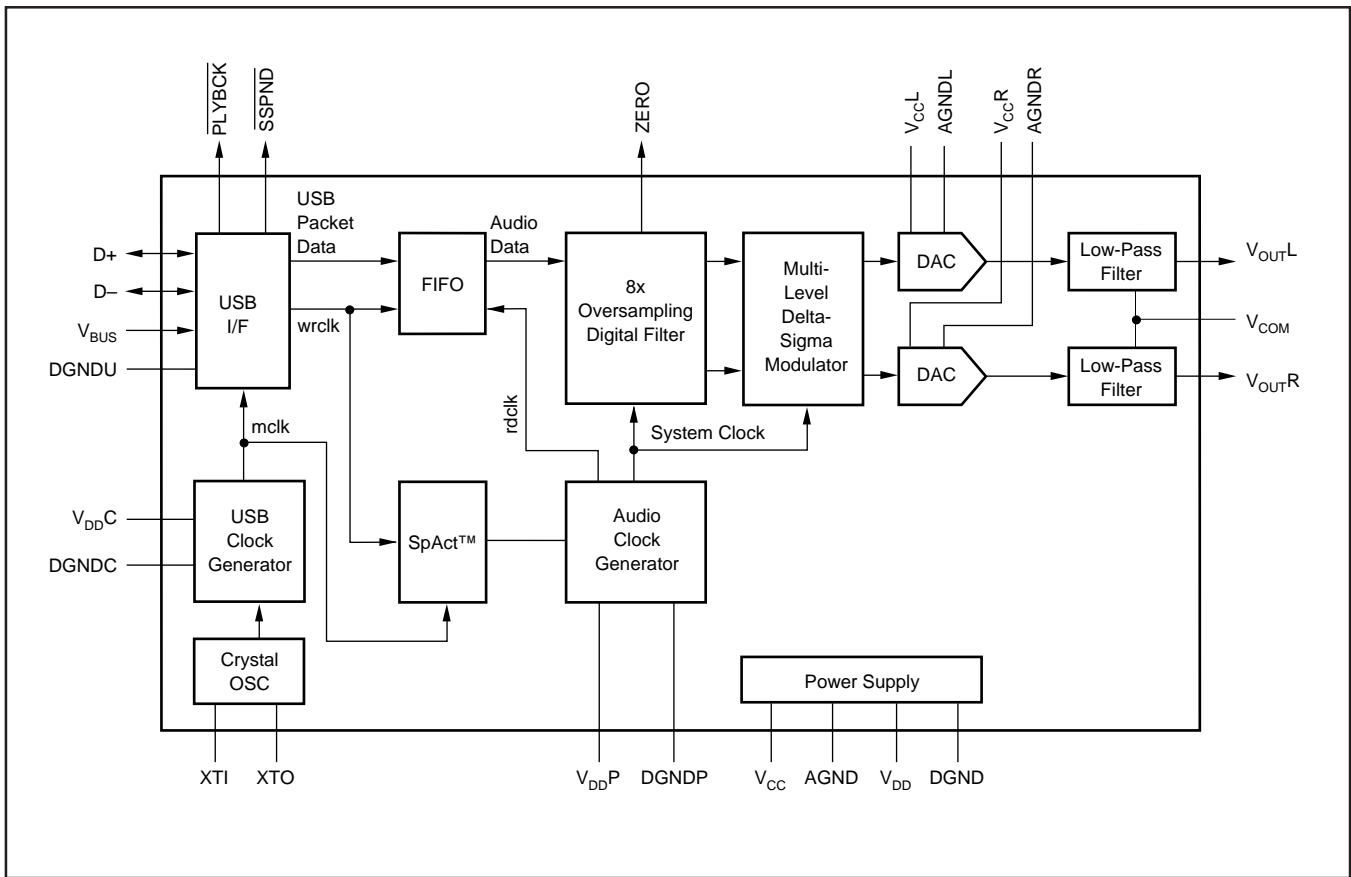 PLYBCK
SSPND
ZERO
VCCL
AGNDL
VCCR
AGNDR
USB
Packet
Data
Audio
Data
D+
D–
VBUS
DGNDU
USB
I/F
wrclk
FIFO
8x
Oversampling
Digital Filter
Multi-
Level
Delta-
Sigma
Modulator
DAC
DAC
Low-Pass
Filter
Low-Pass
Filter
VOUTL
VCOM
VOUTR
mclk
rdclk
System Clock
VDDC
DGNDC
USB
Clock
Generator
SpAct™
Audio
Clock
Generator
Crystal
OSC
Power Supply
XTI
XTO
VDDP
DGNDP
VCC
AGND
VDD
DGND